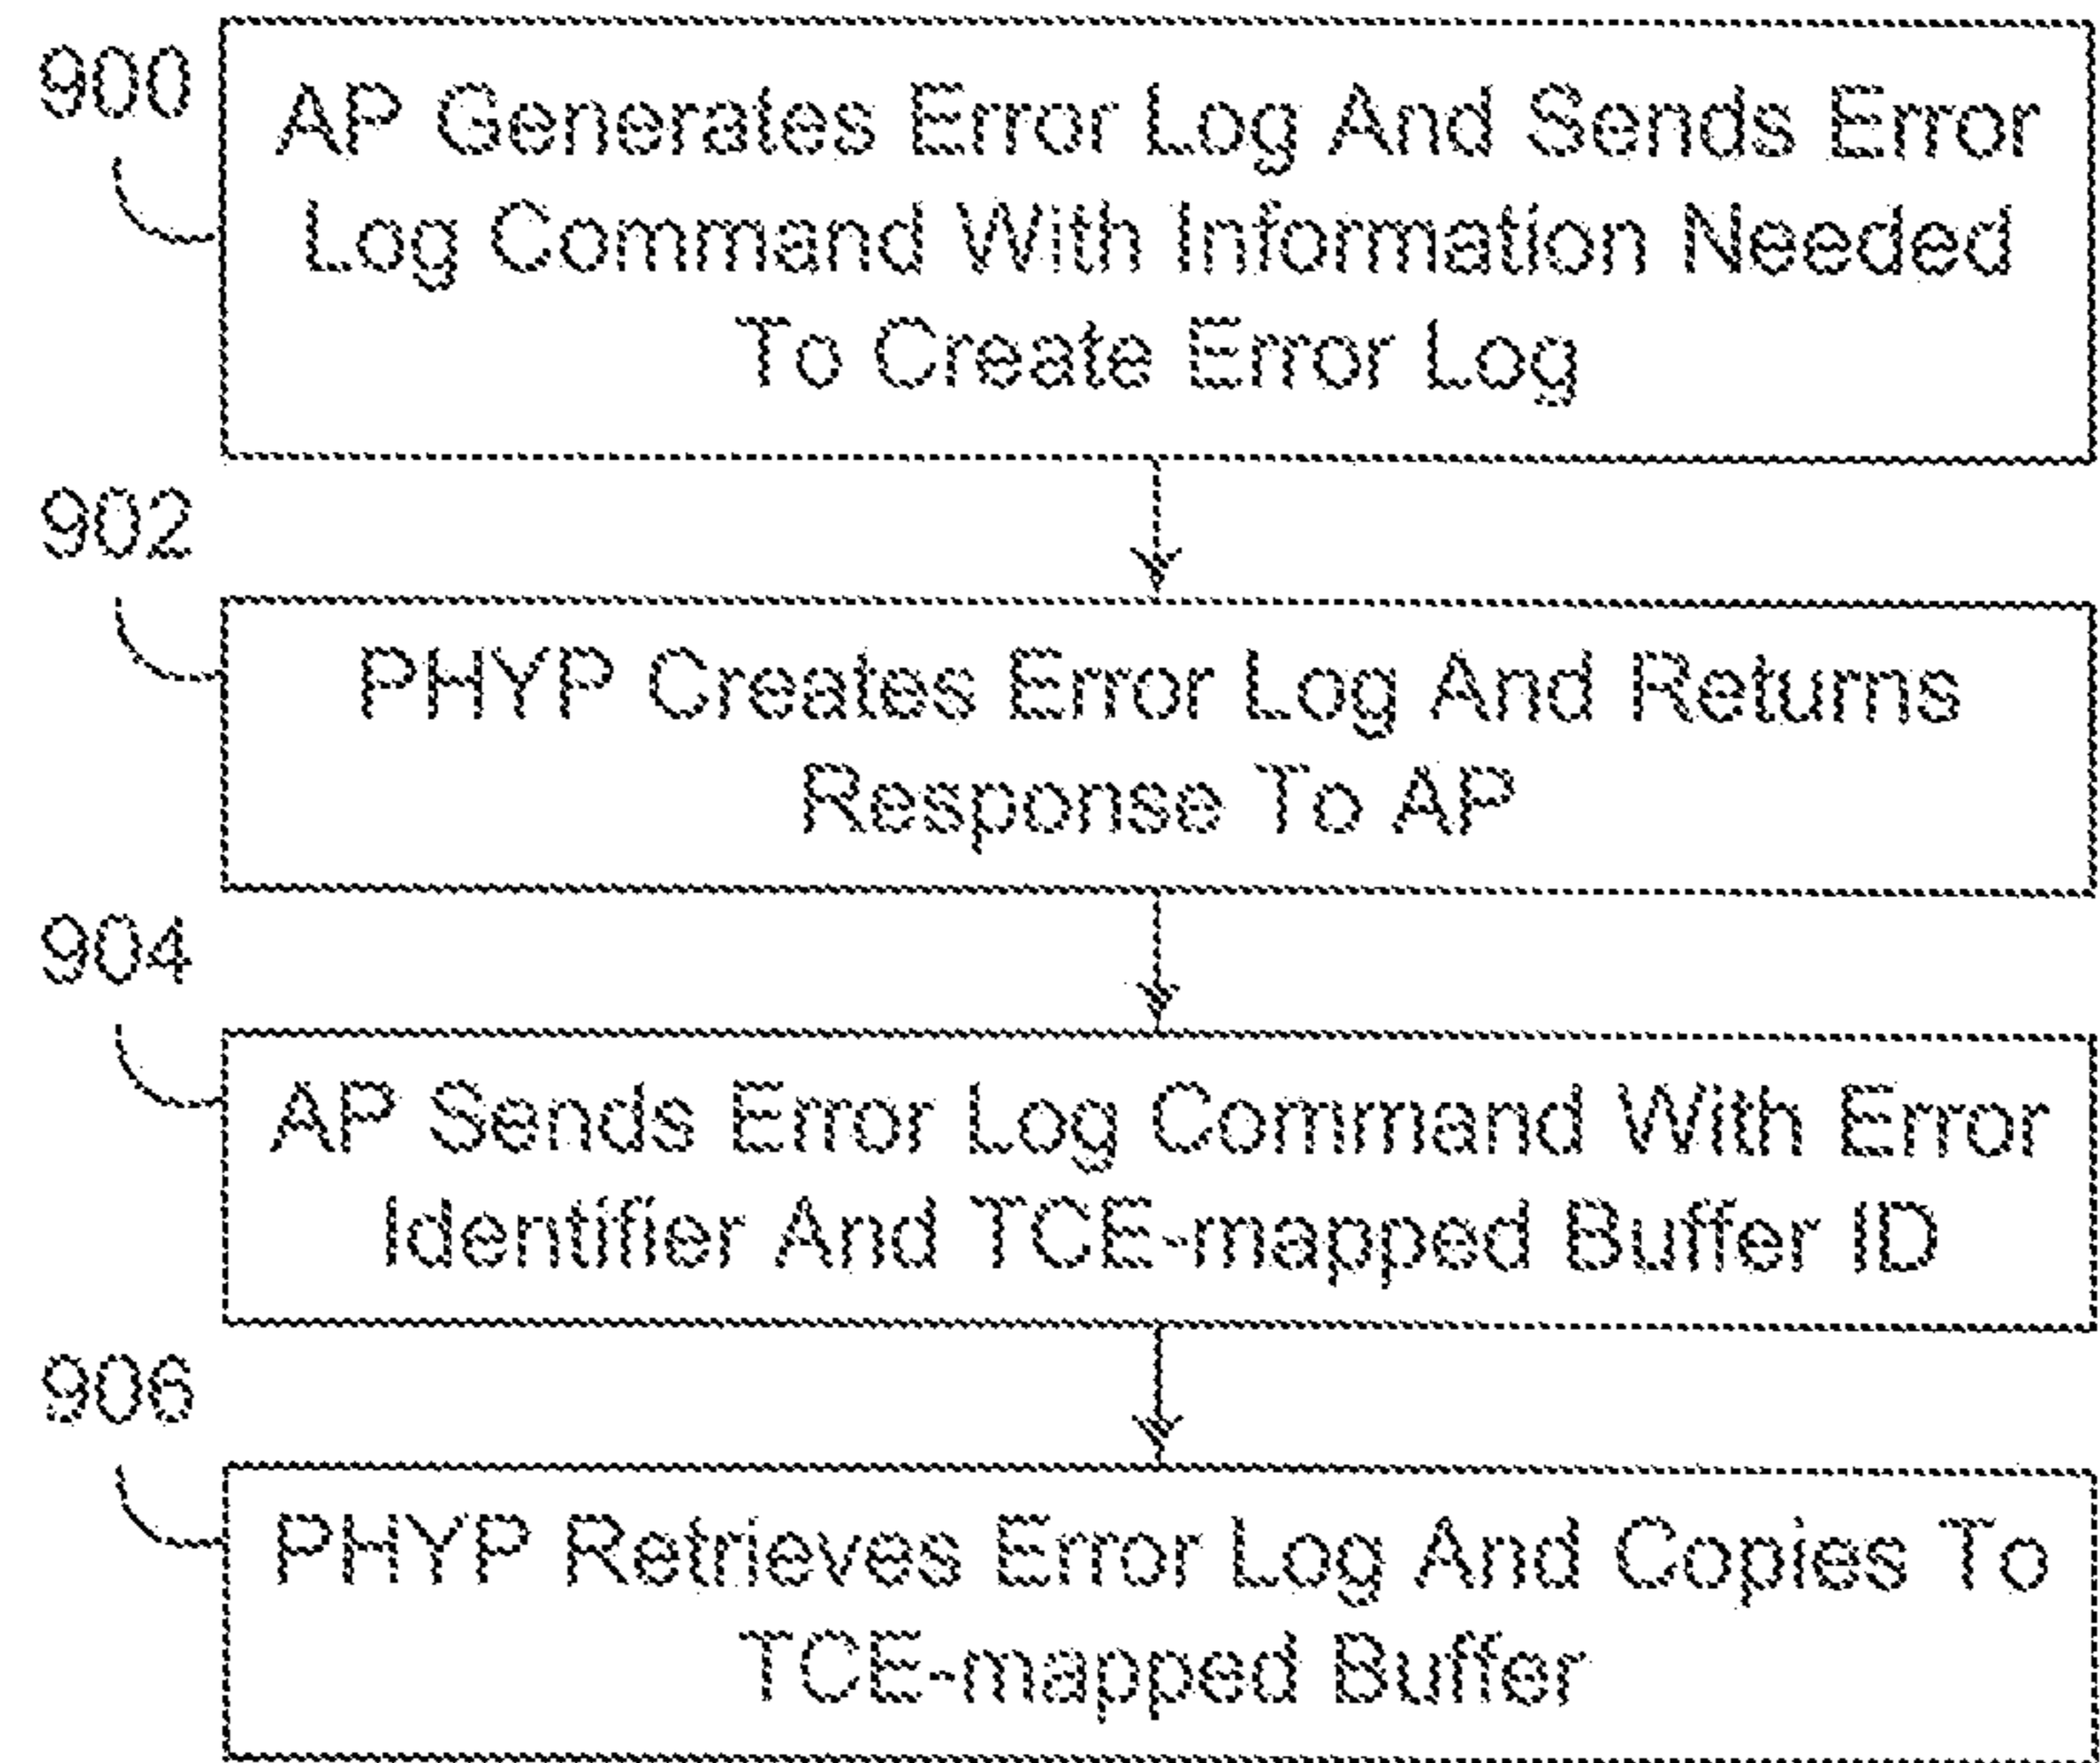 900
AP Generates Error Log And Sends Error
Log Command With Information Needed
To Create Error Log
902
PHYP Creates Error Log And Returns
Response To AP
904
AP Sends Error Log Command With Error
Identifier And TCE-mapped Buffer ID
906
PHYP Retrieves Error Log And Copies To
TCE-mapped Buffer